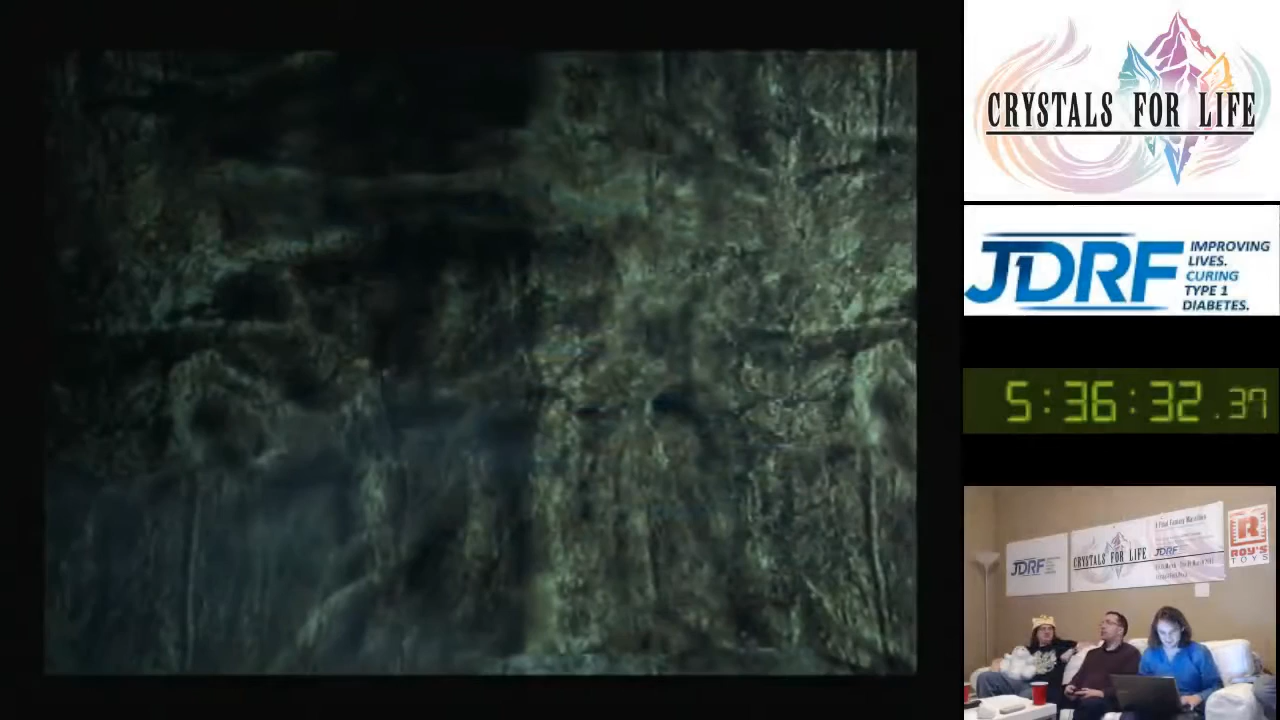 CRYSTALS FOR LIFE
JDRF
IMPROVING
LIVES.
CURING
TYPE 1
DIABETES.
5:36:32.37
JDRF
CRYSTALS FOR LIFE
A Final Fantasy Marathon
JDRF
R
ROY'S
TOYS